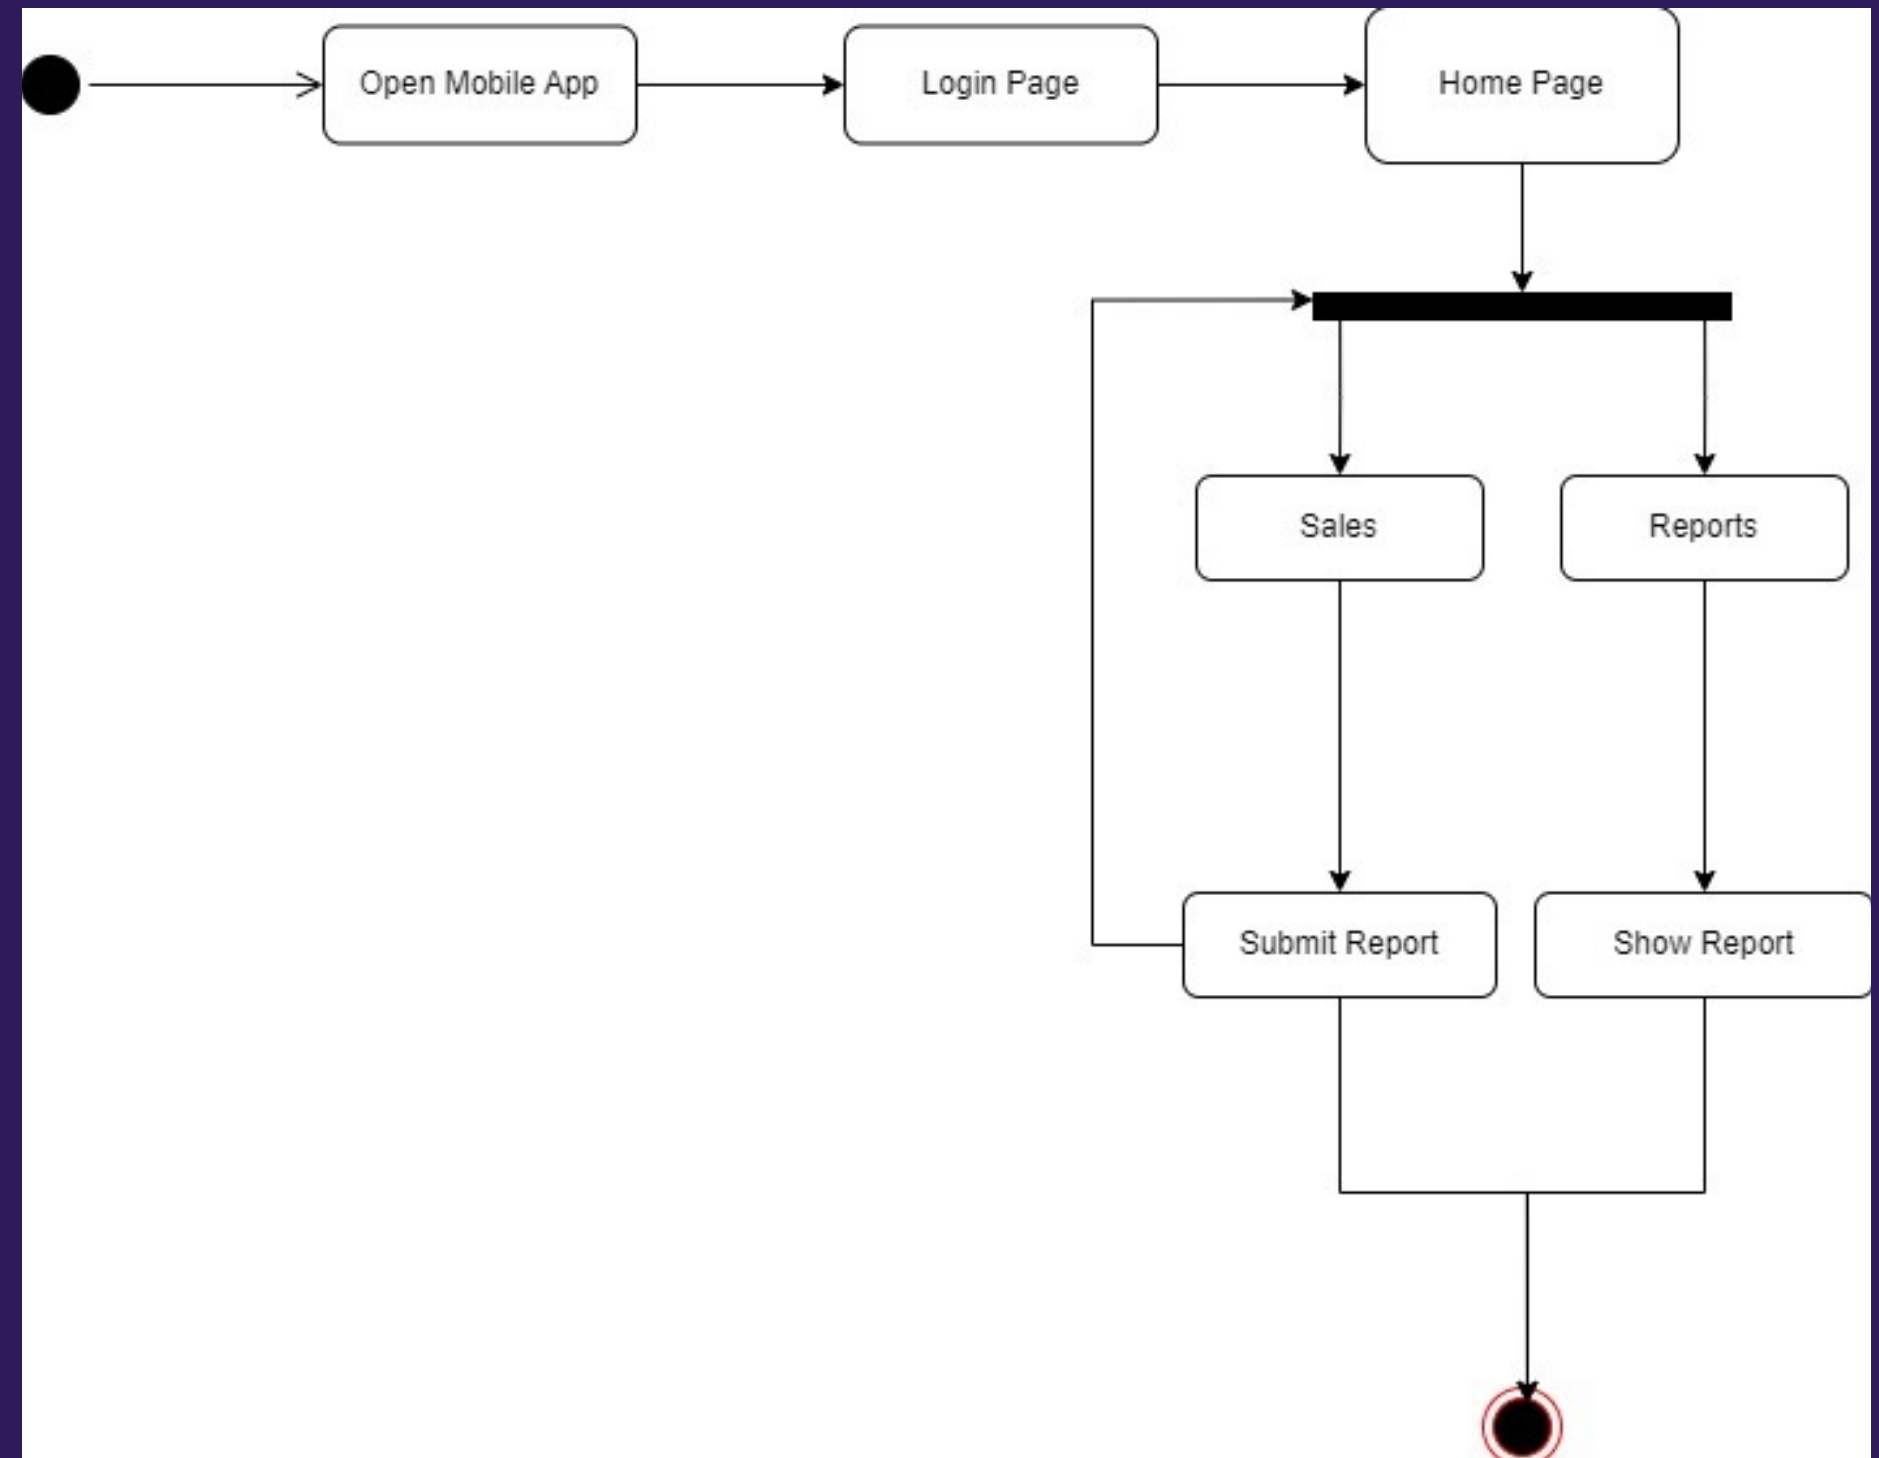 Open Mobile App
Login Page
Home Page
Sales
Reports
Submit Report
Show Report